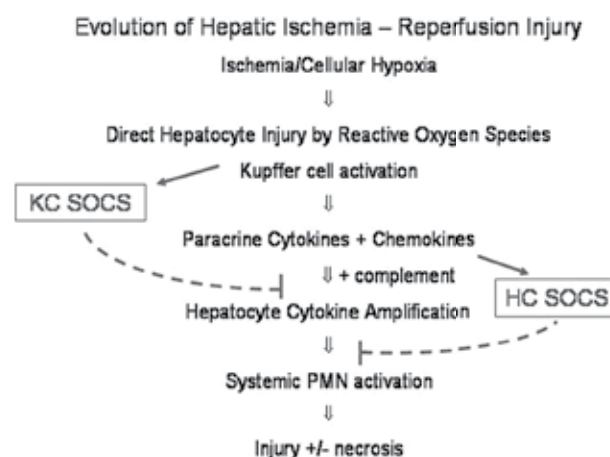 Evolution of Hepatic Ischemia – Reperfusion Injury
Ischemia/Cellular Hypoxia
⇓
Direct Hepatocyte Injury by Reactive Oxygen Species
Kupffer cell activation
KC SOCS
⇓
Paracrine Cytokines + Chemokines
⇓ + complement
HC SOCS
Hepatocyte Cytokine Amplification
⇓
Systemic PMN activation
⇓
Injury +/- necrosis